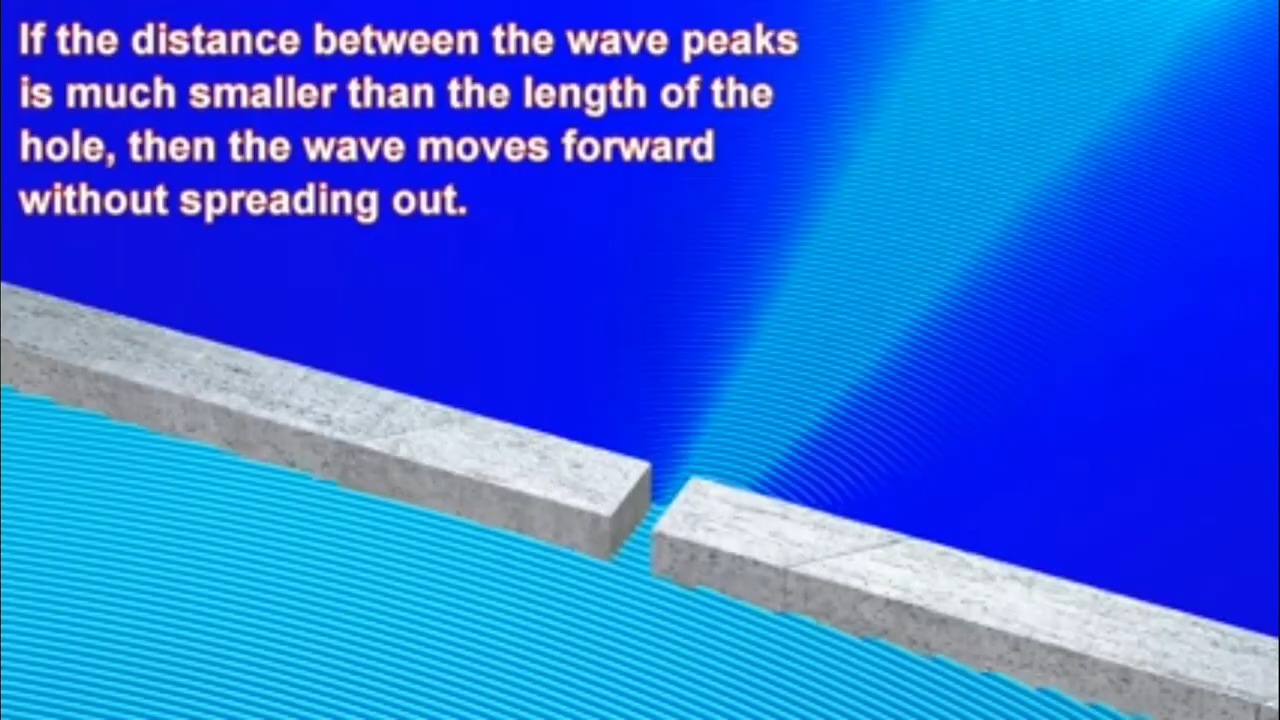 If the distance between the wave peaks
is much smaller than the length of the
hole, then the wave moves forward
without spreading out.